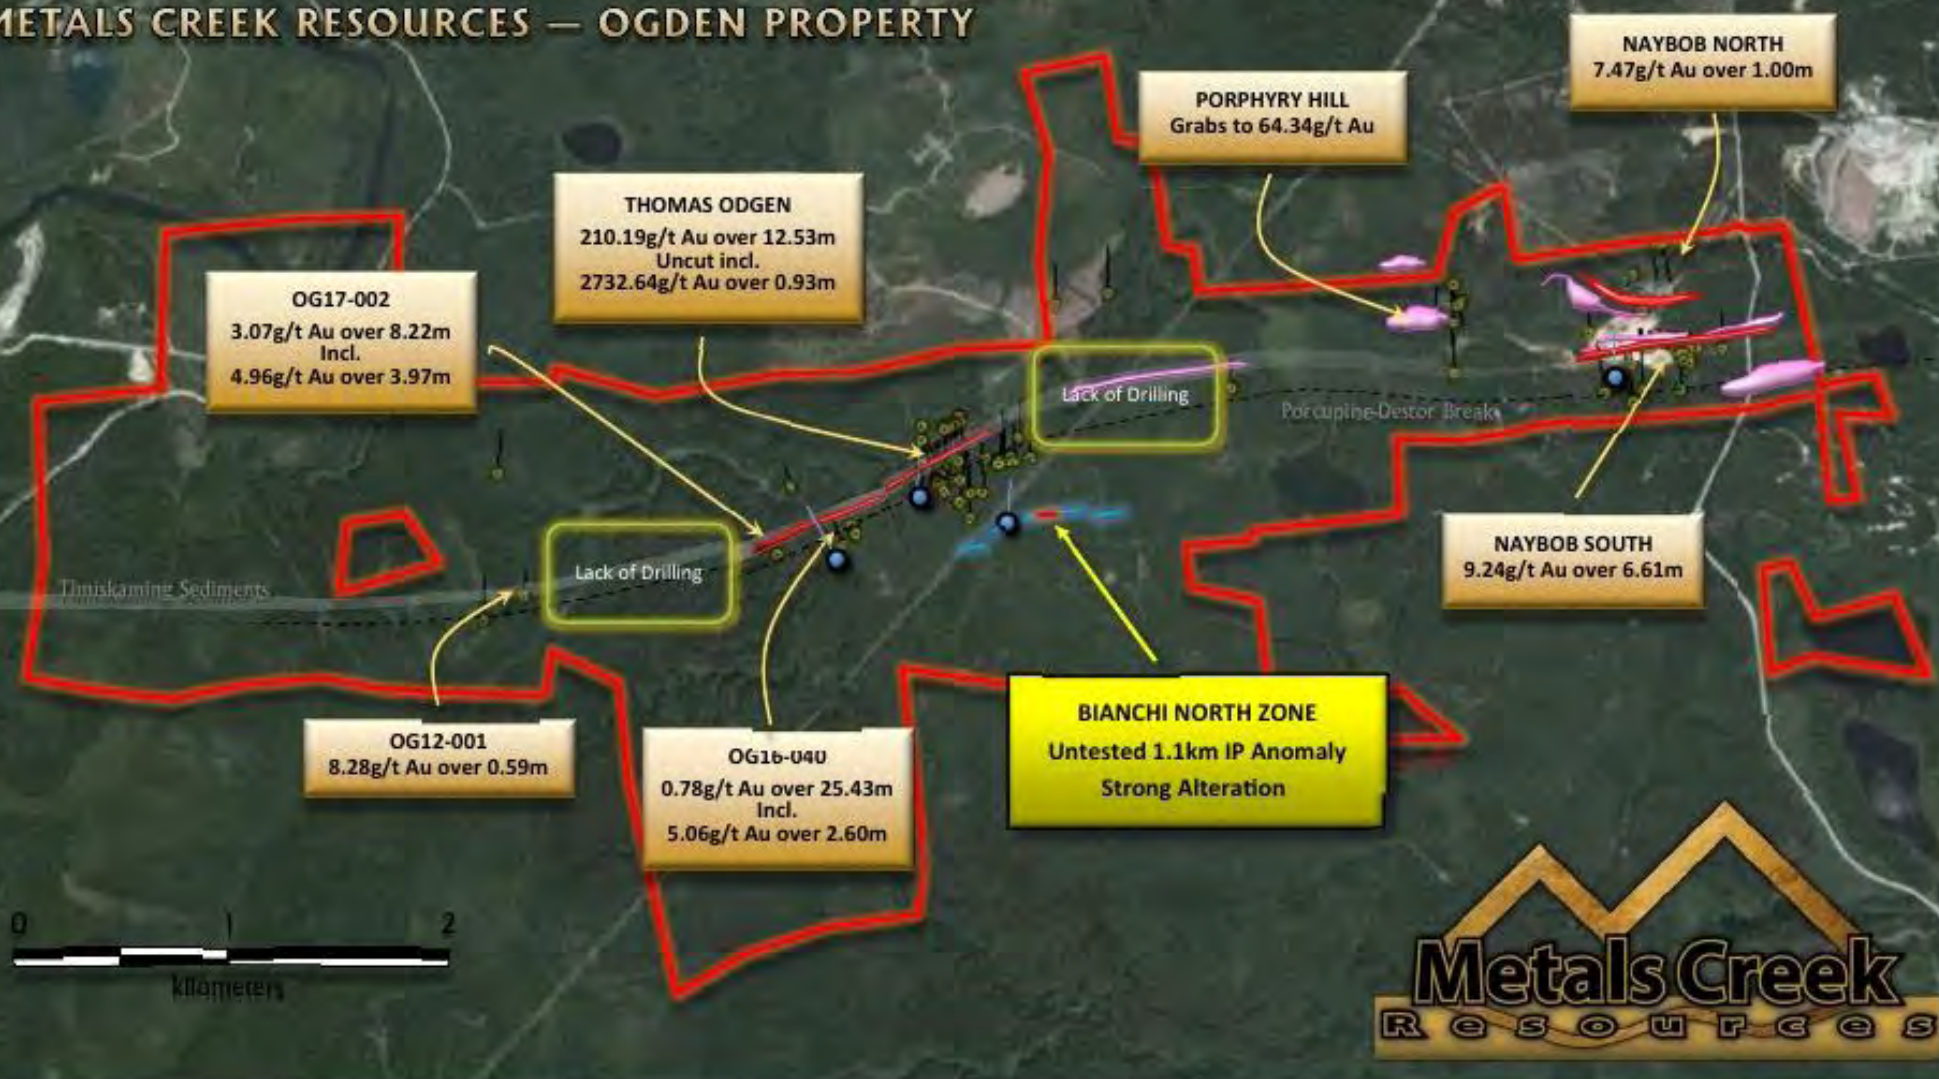 METALS CREEK RESOURCES — OGDEN PROPERTY
NAYBOB NORTH
7.47g/t Au over 1.00m
PORPHYRY HILL
Grabs to 64.34g/t Au
THOMAS ODGEN
210.19g/t Au over 12.53m
Uncut incl.
2732.64g/t Au over 0.93m
OG17-002
3.07g/t Au over 8.22m
Incl.
4.96g/t Au over 3.97m
Lack of Drilling
Porcupine-Destor Break
Lack of Drilling
Timiskaming Sediments
NAYBOB SOUTH
9.24g/t Au over 6.61m
OG12-001
8.28g/t Au over 0.59m
OG16-040
0.78g/t Au over 25.43m
Incl.
5.06g/t Au over 2.60m
BIANCHI NORTH ZONE
Untested 1.1km IP Anomaly
Strong Alteration
0 1 2
kilometers
Metals Creek
Resources